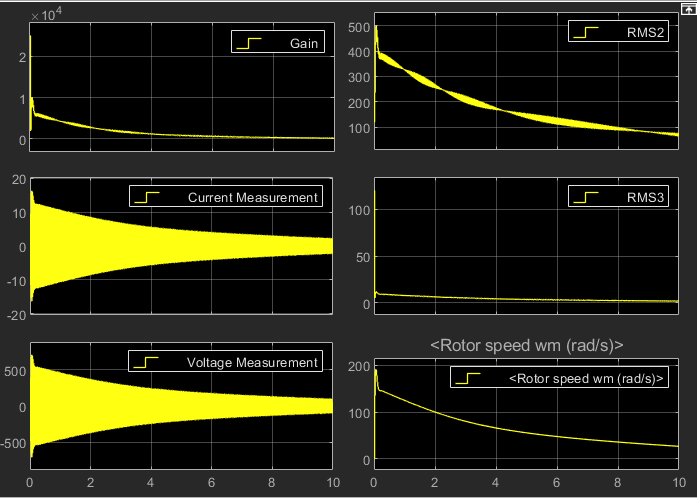 ×10⁴
Gain
2
1
0
RMS2
500
400
300
200
100
Current Measurement
20
10
0
-10
-20
RMS3
100
50
0
Voltage Measurement
500
0
-500
0 2 4 6 8 10
<Rotor speed wm (rad/s)>
<Rotor speed wm (rad/s)>
200
100
0
0 2 4 6 8 10